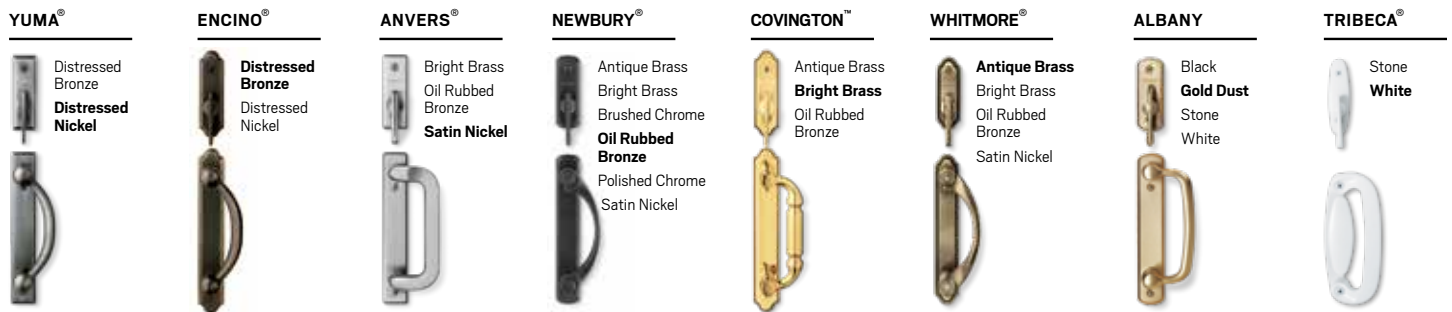 YUMA®
Distressed
Bronze
Distressed
Nickel
ENCINO®
Distressed
Bronze
Distressed
Nickel
ANVERS®
Bright Brass
Oil Rubbed
Bronze
Satin Nickel
NEWBURY®
Antique Brass
Bright Brass
Brushed Chrome
Oil Rubbed
Bronze
Polished Chrome
Satin Nickel
COVINGTON™
Antique Brass
Bright Brass
Oil Rubbed
Bronze
WHITMORE®
Antique Brass
Bright Brass
Oil Rubbed
Bronze
Satin Nickel
ALBANY
Black
Gold Dust
Stone
White
TRIBECA®
Stone
White